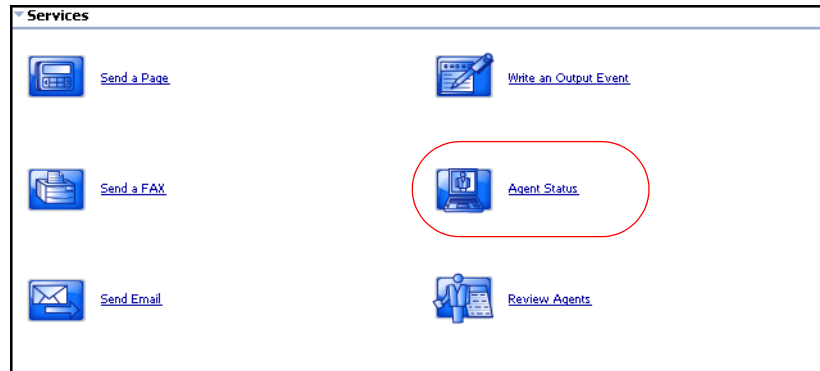 Services
Send a Page
Write an Output Event
Send a FAX
Agent Status
Send Email
Review Agents